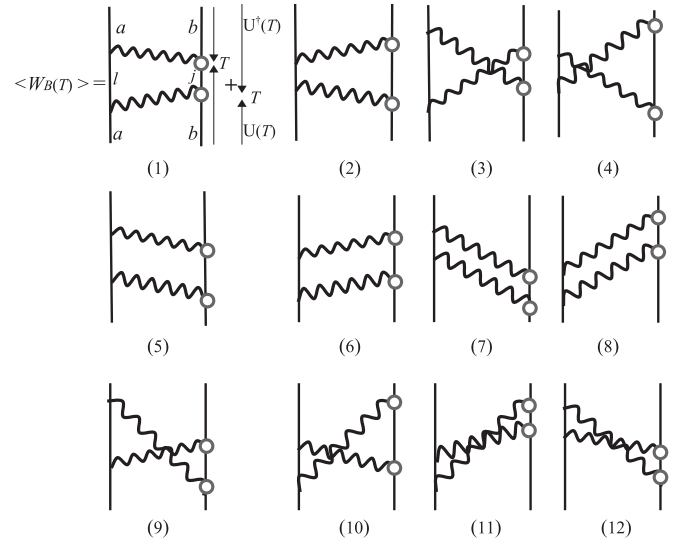 a b U†(T)
<W_B(T)> = l j T + T
a b U(T)
(1) (2) (3) (4)
(5) (6) (7) (8)
(9) (10) (11) (12)